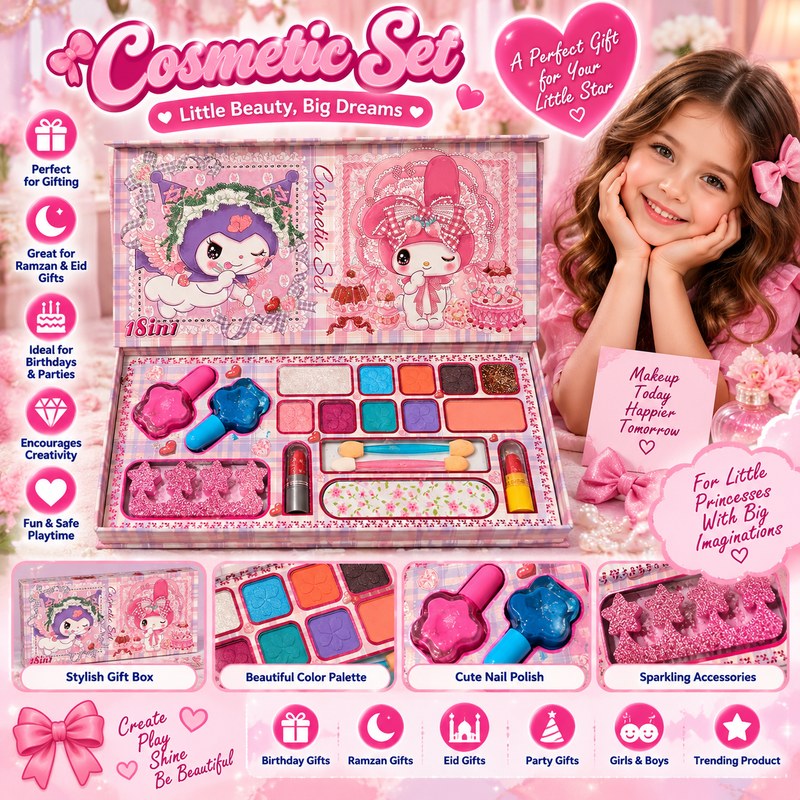 Cosmetic Set
Little Beauty, Big Dreams
A Perfect Gift
for Your
Little Star
Perfect
for Gifting
Great for
Ramzan & Eid
Gifts
Ideal for
Birthdays
& Parties
Encourages
Creativity
Fun & Safe
Playtime
Cosmetic Set
18in1
Makeup
Today
Happier
Tomorrow
For Little
Princesses
With Big
Imaginations
Cosmetic Set
18in1
Stylish Gift Box
Beautiful Color Palette
Cute Nail Polish
Sparkling Accessories
Create
Play
Shine
Be Beautiful
Birthday Gifts
Ramzan Gifts
Eid Gifts
Party Gifts
Girls & Boys
Trending Product